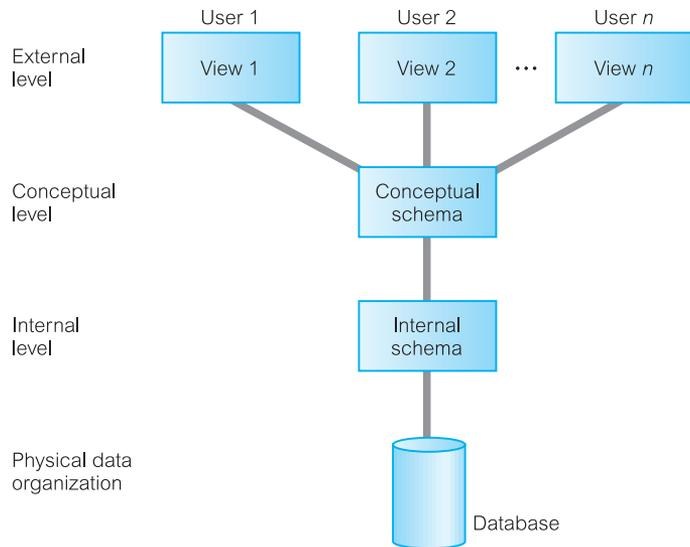 User 1
User 2
User n
External
level
View 1
View 2
...
View n
Conceptual
level
Conceptual
schema
Internal
level
Internal
schema
Physical data
organization
Database